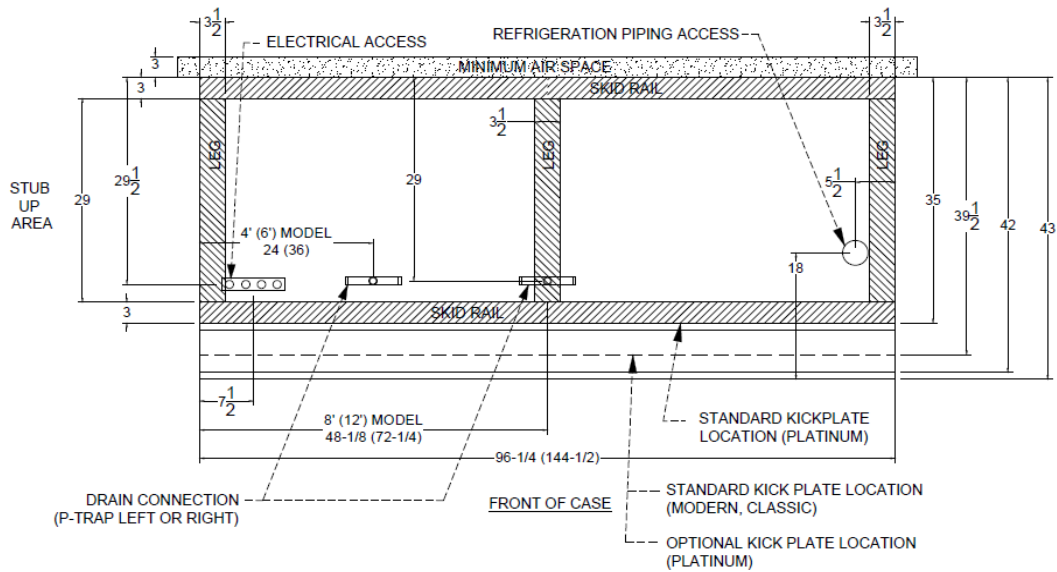 3 1/2
3 1/2
ELECTRICAL ACCESS
REFRIGERATION PIPING ACCESS
3
MINIMUM AIR SPACE
3
SKID RAIL
LEG
3 1/2
LEG
LEG
STUB
UP
AREA
29
29 1/2
29
5 1/2
35
39 1/2
42
43
4' (6') MODEL
24 (36)
18
3
SKID RAIL
7 1/2
8' (12') MODEL
48-1/8 (72-1/4)
STANDARD KICKPLATE
LOCATION (PLATINUM)
96-1/4 (144-1/2)
DRAIN CONNECTION
(P-TRAP LEFT OR RIGHT)
FRONT OF CASE
STANDARD KICK PLATE LOCATION
(MODERN, CLASSIC)
OPTIONAL KICK PLATE LOCATION
(PLATINUM)